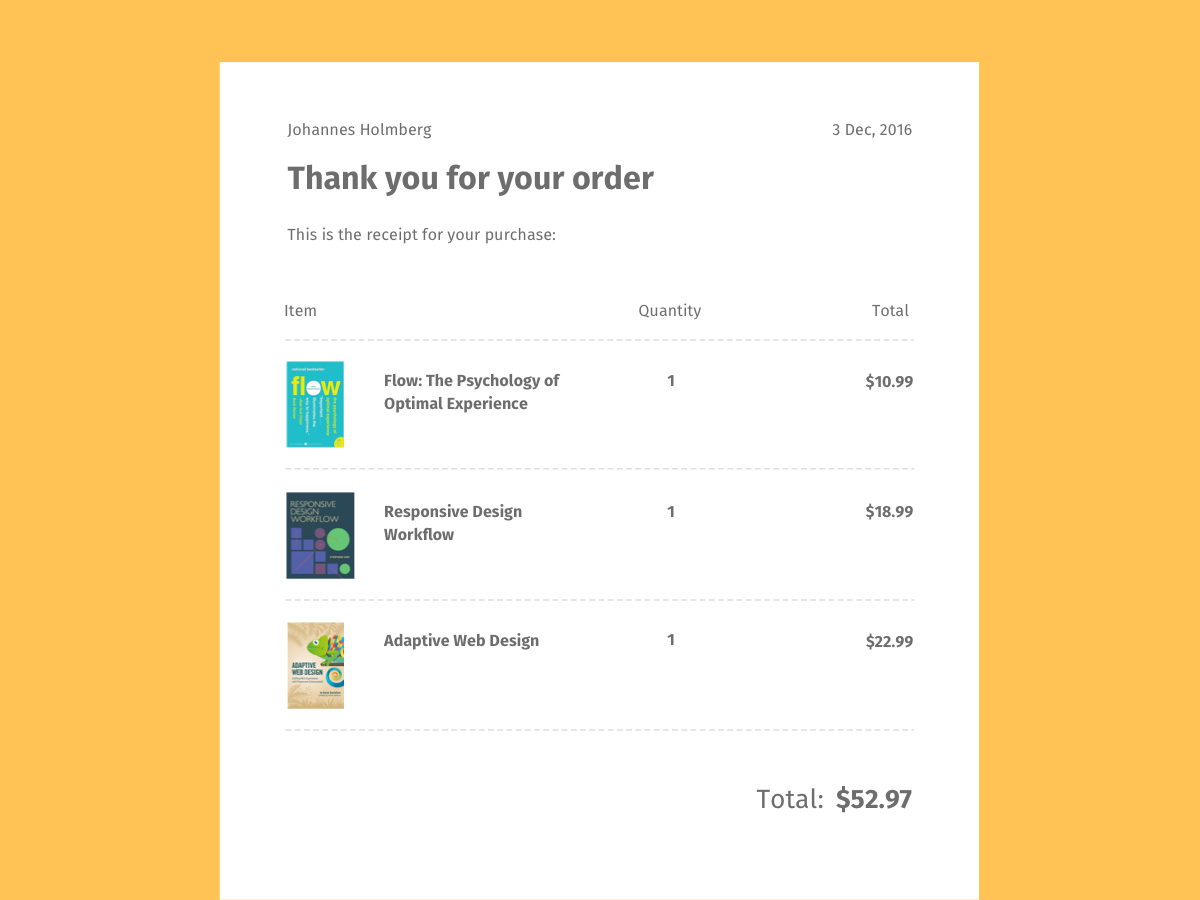 Johannes Holmberg 3 Dec, 2016
Thank you for your order
This is the receipt for your purchase:
Item Quantity Total
flow
Flow: The Psychology of 1 $10.99
Optimal Experience
RESPONSIVE
DESIGN
WORKFLOW
Responsive Design 1 $18.99
Workflow
ADAPTIVE
WEB DESIGN
Adaptive Web Design 1 $22.99
Total: $52.97